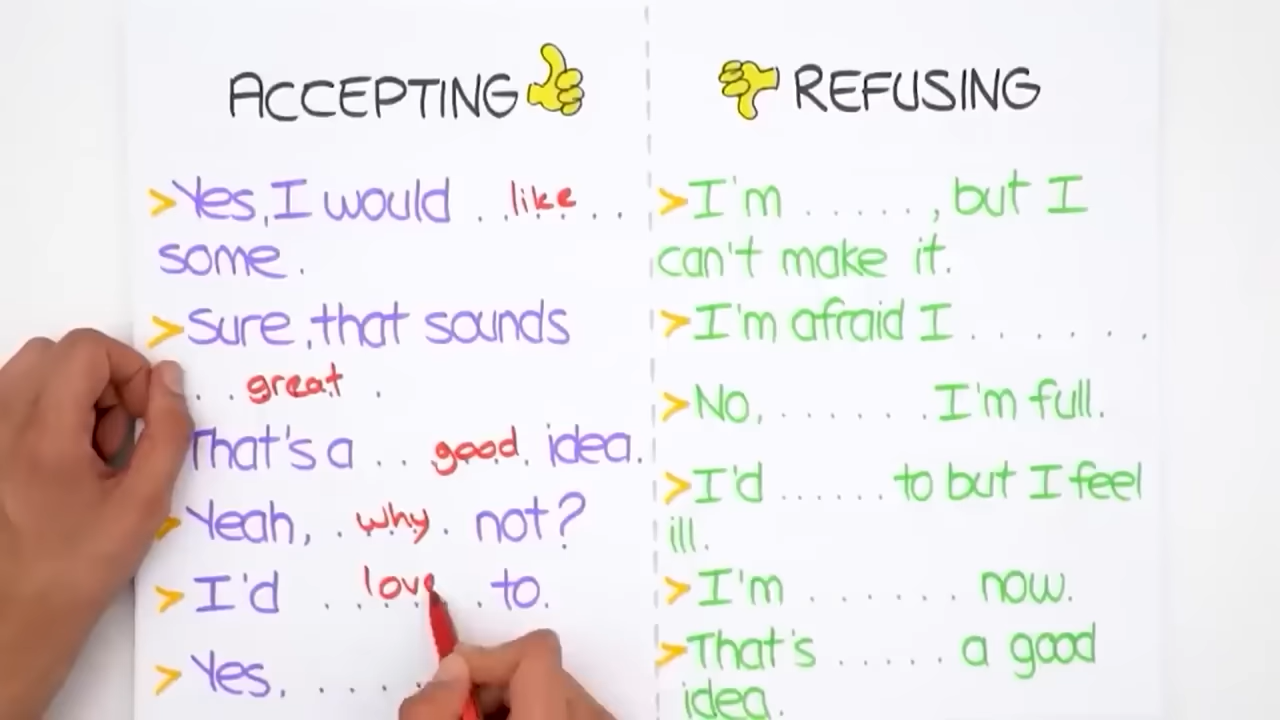 ACCEPTING
> Yes, I would . . like . . .
some.
> Sure, that sounds
. . great .
That's a . . good . idea.
> Yeah, . why . not?
> I'd . . love . to.
> Yes, . . . . .
REFUSING
> I'm . . . . . , but I
can't make it.
> I'm afraid I . . . . . .
> No, . . . . . . I'm full.
> I'd . . . . . . to but I feel
ill.
> I'm . . . . . . now.
> That's . . . . . a good
idea.